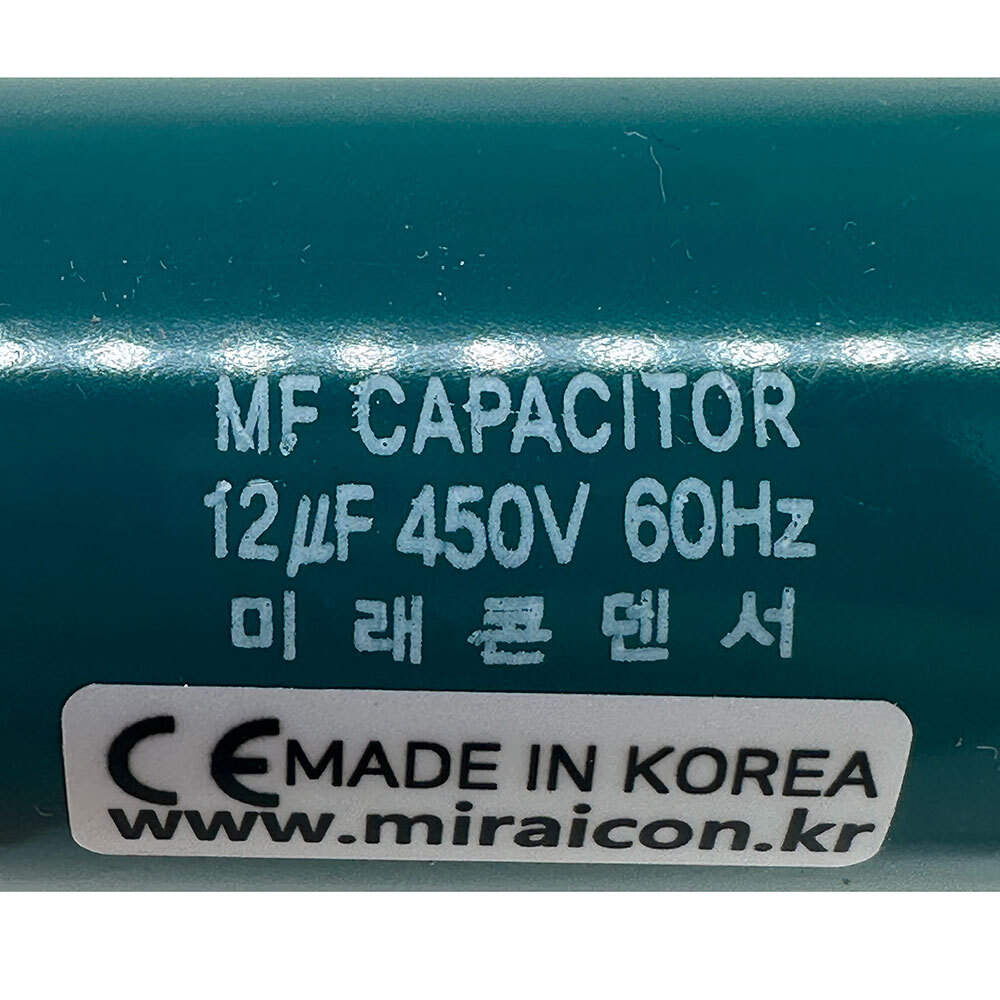 MF CAPACITOR
12μF 450V 60Hz
미래콘덴서
CE MADE IN KOREA
www.miraicon.kr